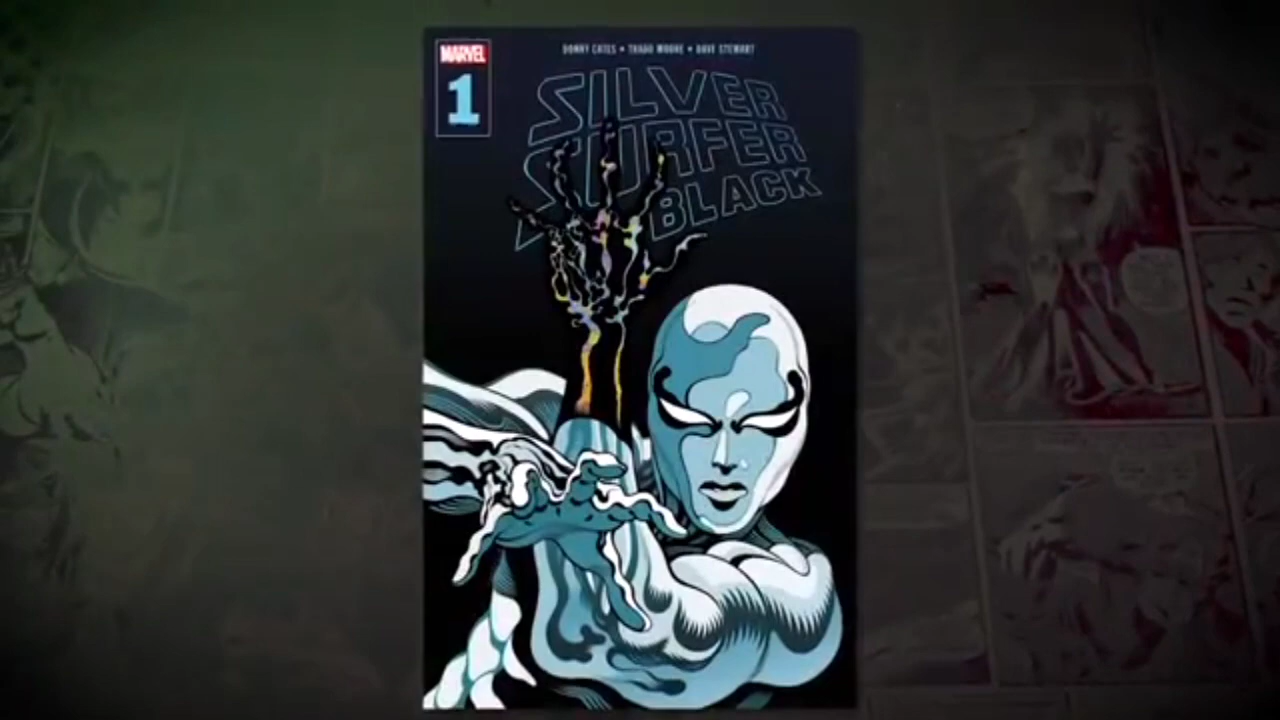 MARVEL
1
DONNY CATES • TRADD MOORE • DAVE STEWART
SILVER
SURFER
BLACK